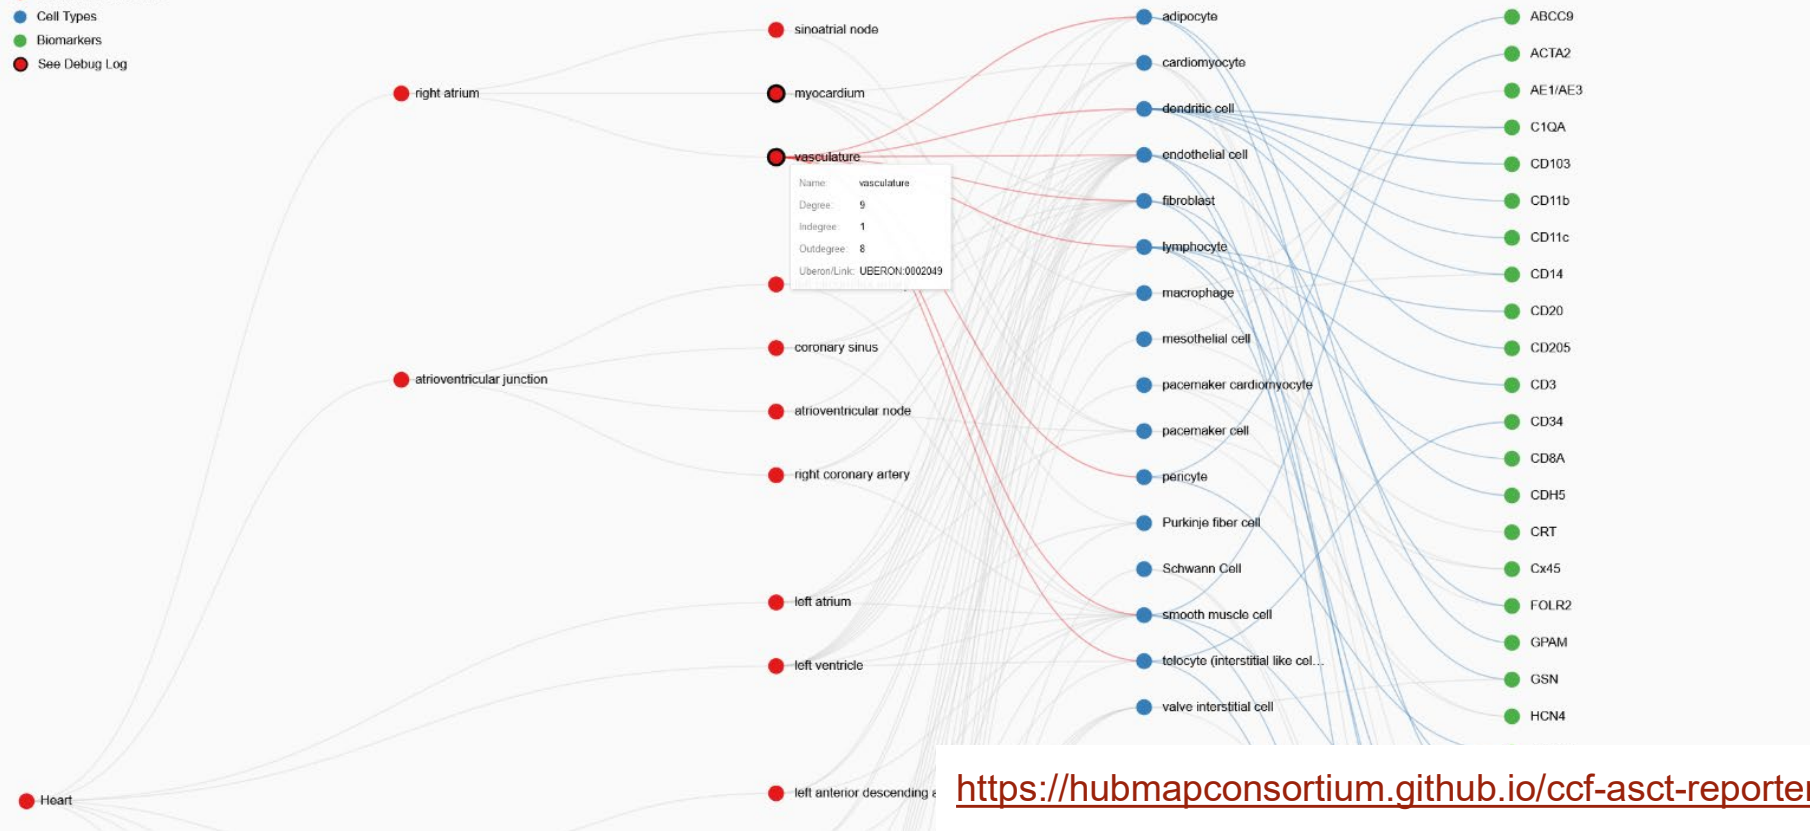 Cell Types
Biomarkers
See Debug Log
right atrium
atrioventricular junction
Heart
sinoatrial node
myocardium
vasculature
Name: vasculature
Degree: 9
Indegree: 1
Outdegree: 8
Uberon/Link: UBERON:0002049
coronary sinus
atrioventricular node
right coronary artery
left atrium
left ventricle
left anterior descending
adipocyte
cardiomyocyte
dendritic cell
endothelial cell
fibroblast
lymphocyte
macrophage
mesothelial cell
pacemaker cardiomyocyte
pacemaker cell
pericyte
Purkinje fiber cell
Schwann Cell
smooth muscle cell
telocyte (interstitial like cel...
valve interstitial cell
ABCC9
ACTA2
AE1/AE3
C1QA
CD103
CD11b
CD11c
CD14
CD20
CD205
CD3
CD34
CD8A
CDH5
CRT
Cx45
FOLR2
GPAM
GSN
HCN4
https://hubmapconsortium.github.io/ccf-asct-reporter